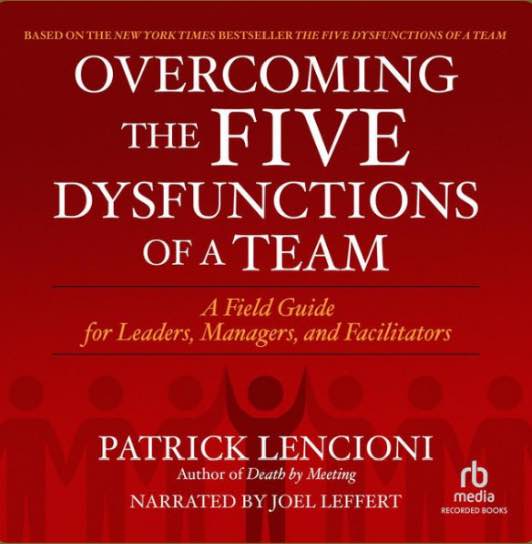 BASED ON THE NEW YORK TIMES BESTSELLER THE FIVE DYSFUNCTIONS OF A TEAM
OVERCOMING
THE FIVE
DYSFUNCTIONS
OF A TEAM
A Field Guide
for Leaders, Managers, and Facilitators
PATRICK LENCIONI
Author of Death by Meeting
NARRATED BY JOEL LEFFERT
rb
media
RECORDED BOOKS